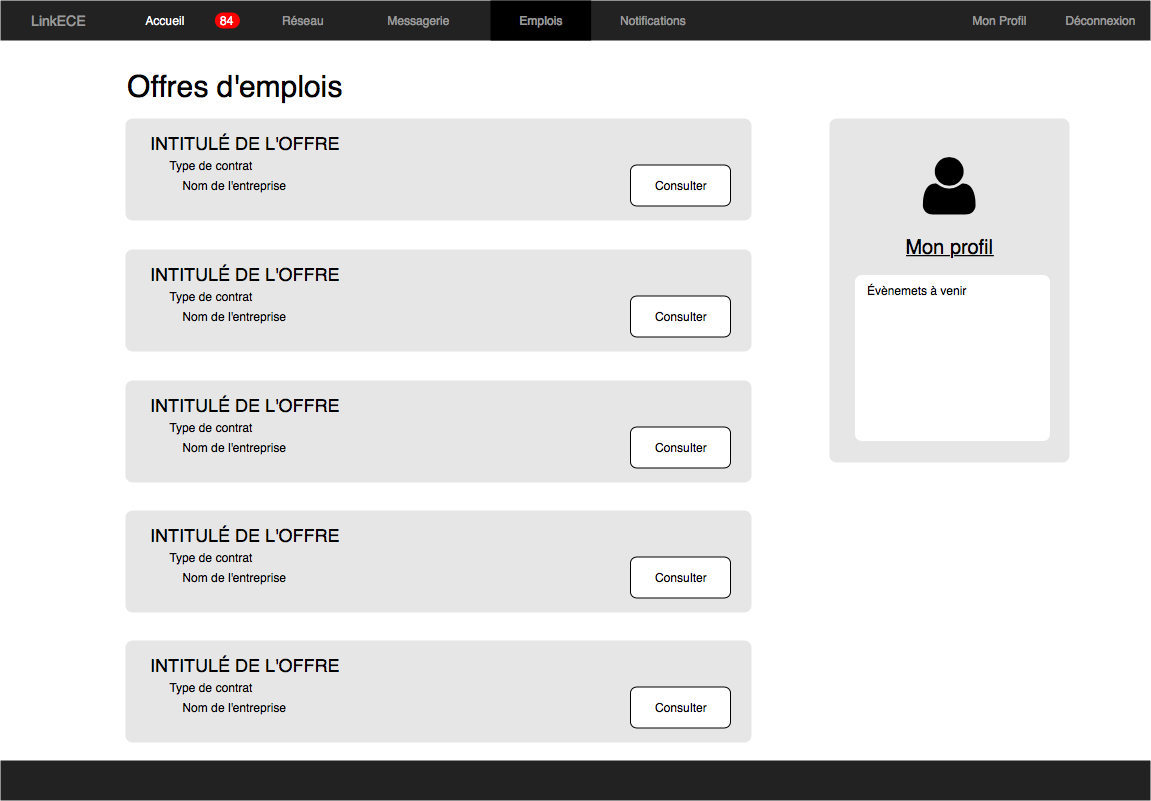 LinkECE Accueil 84 Réseau Messagerie Emplois Notifications Mon Profil Déconnexion
Offres d'emplois
INTITULÉ DE L'OFFRE
Type de contrat
Nom de l'entreprise
Consulter
INTITULÉ DE L'OFFRE
Type de contrat
Nom de l'entreprise
Consulter
INTITULÉ DE L'OFFRE
Type de contrat
Nom de l'entreprise
Consulter
INTITULÉ DE L'OFFRE
Type de contrat
Nom de l'entreprise
Consulter
INTITULÉ DE L'OFFRE
Type de contrat
Nom de l'entreprise
Consulter
Mon profil
Évènemets à venir